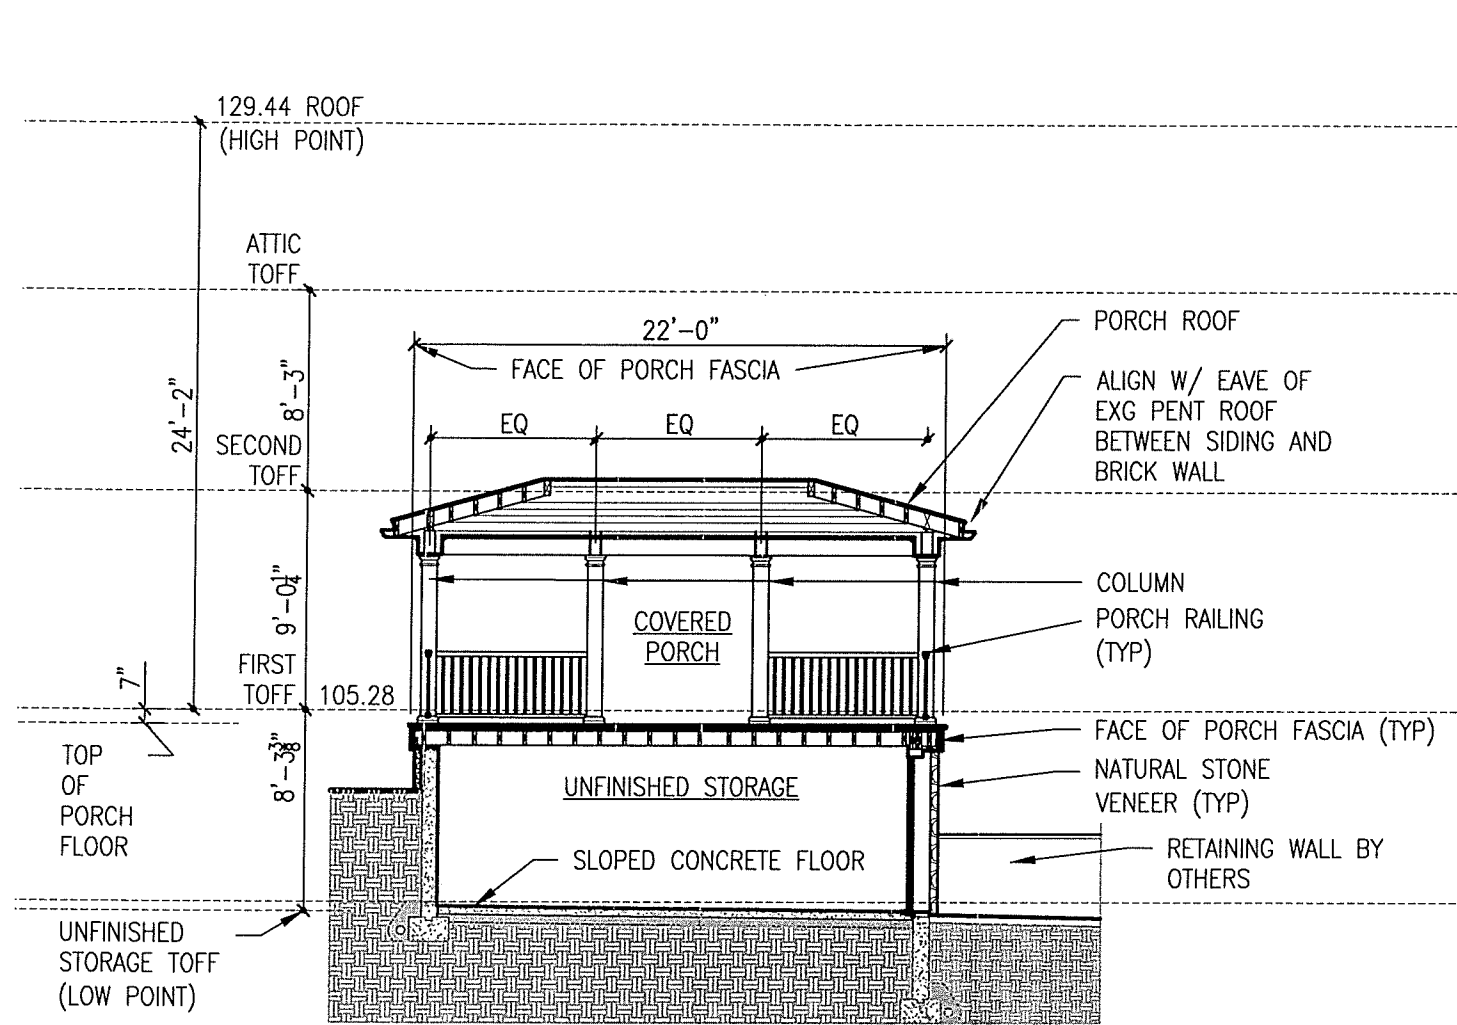 129.44 ROOF
(HIGH POINT)
ATTIC
TOFF
22'-0"
PORCH ROOF
FACE OF PORCH FASCIA
ALIGN W/ EAVE OF
EXG PENT ROOF
BETWEEN SIDING AND
BRICK WALL
24'-2"
8'-3"
EQ
EQ
EQ
SECOND
TOFF
9'-0¼"
COLUMN
COVERED
PORCH
PORCH RAILING
(TYP)
FIRST
TOFF
105.28
7"
FACE OF PORCH FASCIA (TYP)
TOP
OF
PORCH
FLOOR
8'-3⅜"
UNFINISHED STORAGE
NATURAL STONE
VENEER (TYP)
SLOPED CONCRETE FLOOR
RETAINING WALL BY
OTHERS
UNFINISHED
STORAGE TOFF
(LOW POINT)